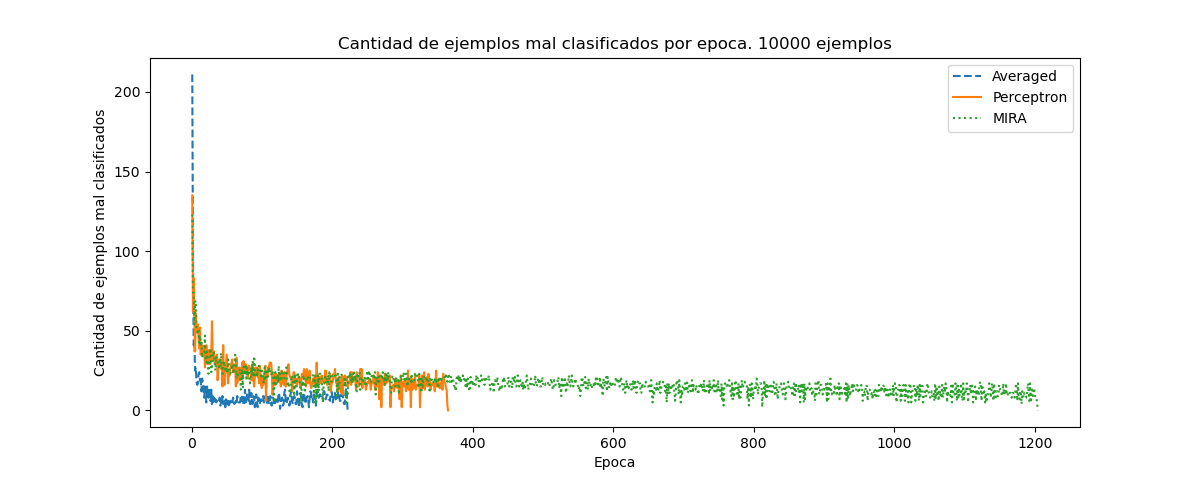 Cantidad de ejemplos mal clasificados por epoca. 10000 ejemplos
Averaged
Perceptron
MIRA
Cantidad de ejemplos mal clasificados
200
150
100
50
0
0 200 400 600 800 1000 1200
Epoca